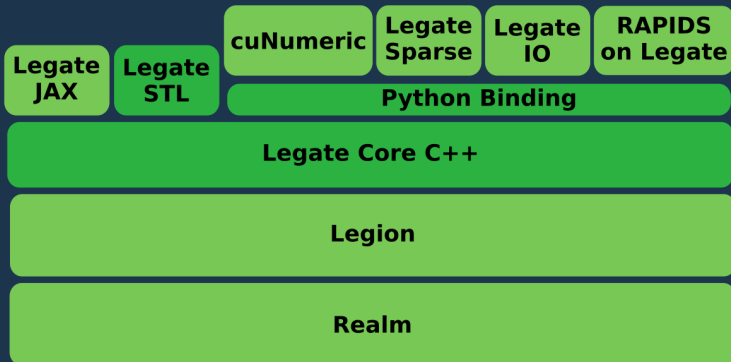 cuNumeric
Legate
Sparse
Legate
IO
RAPIDS
on Legate
Legate
JAX
Legate
STL
Python Binding
Legate Core C++
Legion
Realm